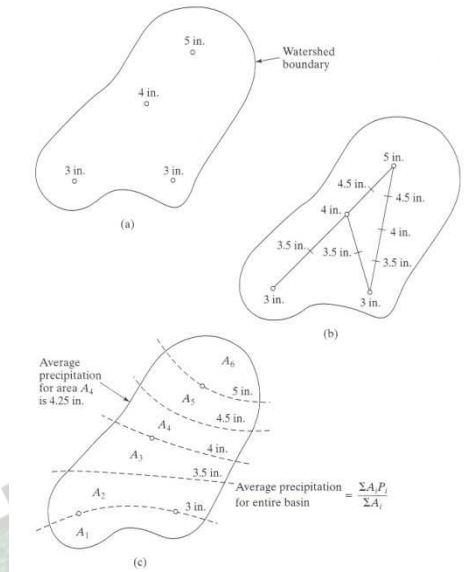 5 in.
Watershed
boundary
4 in.
3 in.
3 in.
(a)
5 in.
4.5 in.
4.5 in.
4 in.
4 in.
3.5 in.
3.5 in.
3.5 in.
3 in.
3 in.
(b)
Average
precipitation
for area A₄
is 4.25 in.
A₆
A₅
5 in.
4.5 in.
A₄
4 in.
A₃
3.5 in.
A₂
3 in.
A₁
Average precipitation
for entire basin = ΣAᵢPᵢ / ΣAᵢ
(c)